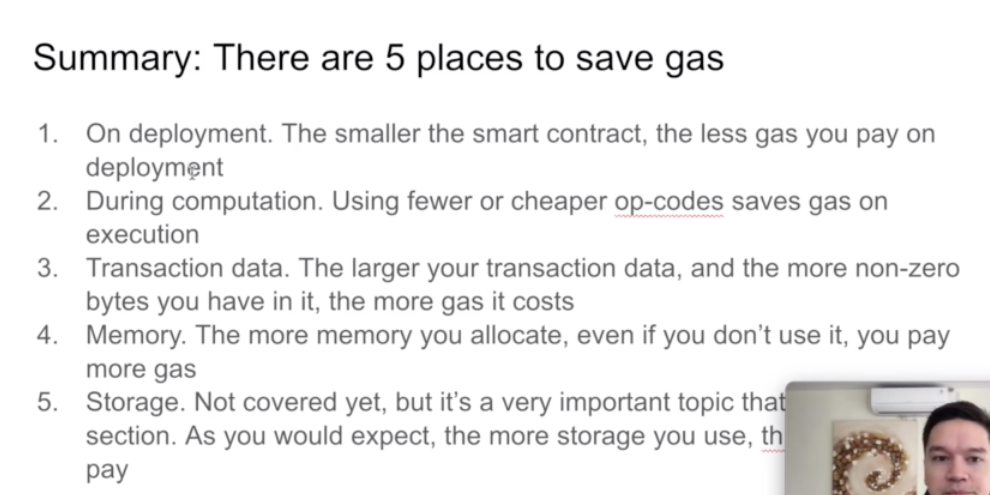 Summary: There are 5 places to save gas
1. On deployment. The smaller the smart contract, the less gas you pay on
deployment
2. During computation. Using fewer or cheaper op-codes saves gas on
execution
3. Transaction data. The larger your transaction data, and the more non-zero
bytes you have in it, the more gas it costs
4. Memory. The more memory you allocate, even if you don't use it, you pay
more gas
5. Storage. Not covered yet, but it's a very important topic that
section. As you would expect, the more storage you use, th
pay